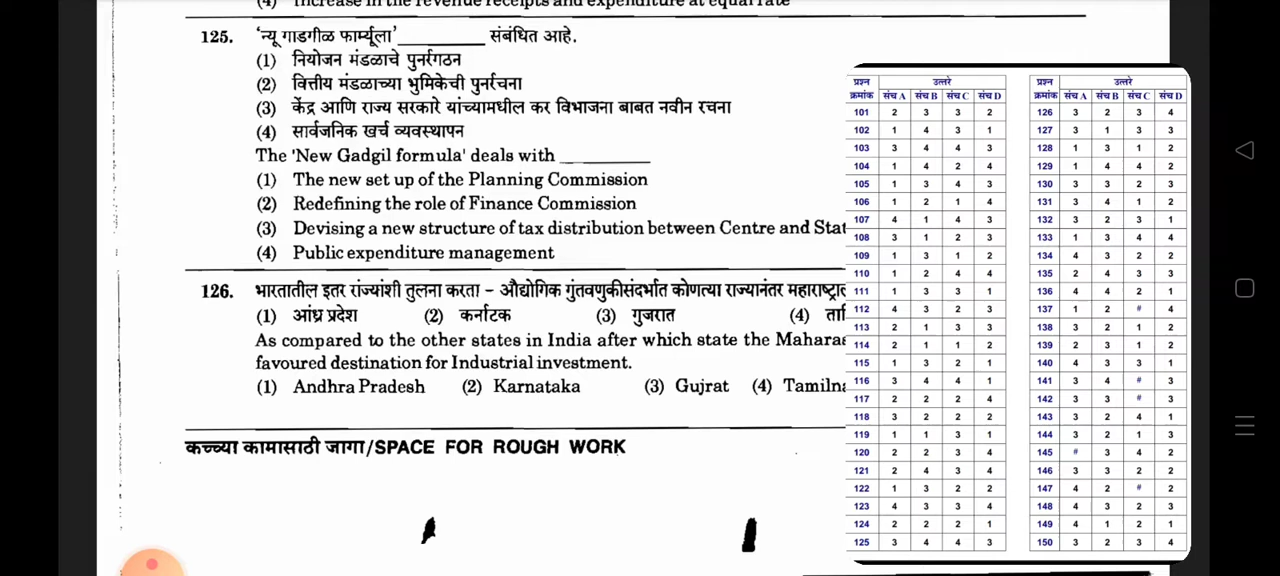 (4) Increase in the revenue receipts and expenditure at equal rate
125. 'न्यू गाडगीळ फार्म्यूला' ________ संबंधित आहे.
(1) नियोजन मंडळाचे पुनर्रगठन
(2) वित्तीय मंडळाच्या भुमिकेची पुनर्रचना
(3) केंद्र आणि राज्य सरकारे यांच्यामधील कर विभाजना बाबत नवीन रचना
(4) सार्वजनिक खर्च व्यवस्थापन
The 'New Gadgil formula' deals with ________
(1) The new set up of the Planning Commission
(2) Redefining the role of Finance Commission
(3) Devising a new structure of tax distribution between Centre and Stat
(4) Public expenditure management
126. भारतातील इतर राज्यांशी तुलना करता – औद्योगिक गुंतवणुकीसंदर्भात कोणत्या राज्यानंतर महाराष्ट्राल
(1) आंध्र प्रदेश (2) कर्नाटक (3) गुजरात (4) तामि
As compared to the other states in India after which state the Maharas
favoured destination for Industrial investment.
(1) Andhra Pradesh (2) Karnataka (3) Gujrat (4) Tamilna
कच्च्या कामासाठी जागा/SPACE FOR ROUGH WORK
प्रश्न उत्तरे
क्रमांक संच A संच B संच C संच D
101 2 3 3 2
102 1 4 3 1
103 3 4 4 3
104 1 4 2 4
105 1 3 4 3
106 1 2 1 4
107 4 1 4 3
108 3 1 2 3
109 1 3 1 2
110 1 2 4 4
111 1 3 3 1
112 4 3 2 3
113 2 1 3 3
114 2 1 1 2
115 1 3 2 1
116 3 4 4 1
117 2 2 2 4
118 3 2 2 2
119 1 1 3 1
120 2 2 3 4
121 2 4 3 4
122 1 3 2 2
123 4 3 3 4
124 2 2 2 1
125 3 4 4 3
प्रश्न उत्तरे
क्रमांक संच A संच B संच C संच D
126 3 2 3 4
127 3 1 3 3
128 1 3 1 2
129 1 4 4 2
130 3 3 2 3
131 3 4 1 2
132 3 2 3 1
133 1 3 4 4
134 4 3 2 2
135 2 4 3 3
136 4 4 2 1
137 1 2 # 4
138 3 2 1 2
139 2 3 1 2
140 4 3 3 1
141 3 4 # 3
142 3 3 # 3
143 3 2 4 1
144 3 2 1 3
145 # 3 4 2
146 3 3 2 2
147 4 2 # 2
148 4 3 2 3
149 4 1 2 1
150 3 2 3 4